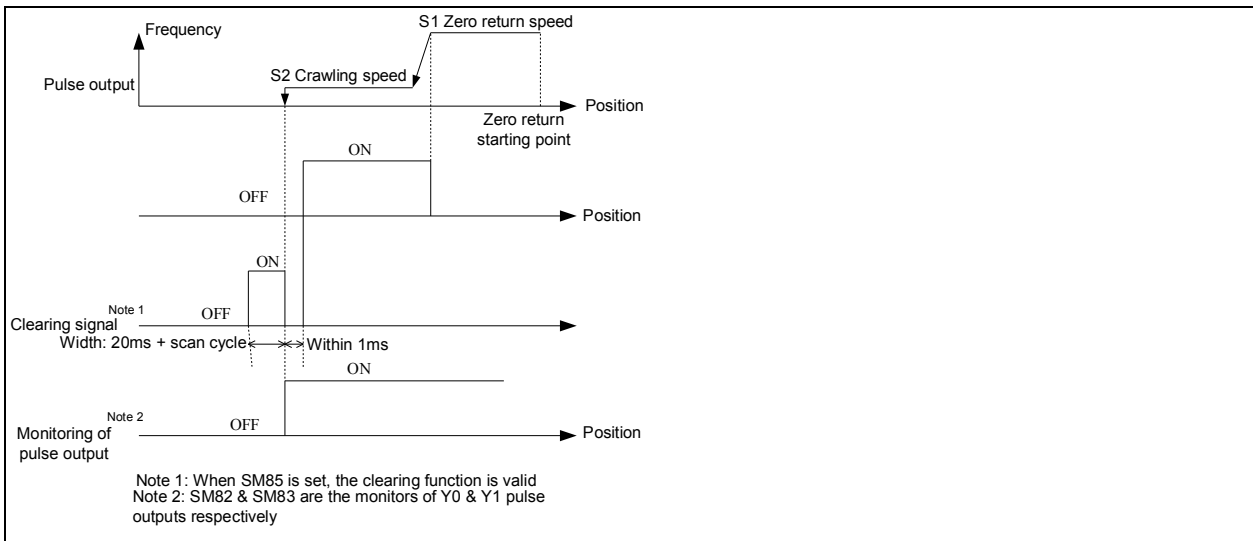 S1 Zero return speed
Frequency
S2 Crawling speed
Pulse output
Position
Zero return
starting point
ON
OFF
Position
ON
Note 1
OFF
Clearing signal
Width: 20ms + scan cycle
Within 1ms
ON
Note 2
OFF
Monitoring of
pulse output
Position
Note 1: When SM85 is set, the clearing function is valid
Note 2: SM82 & SM83 are the monitors of Y0 & Y1 pulse
outputs respectively